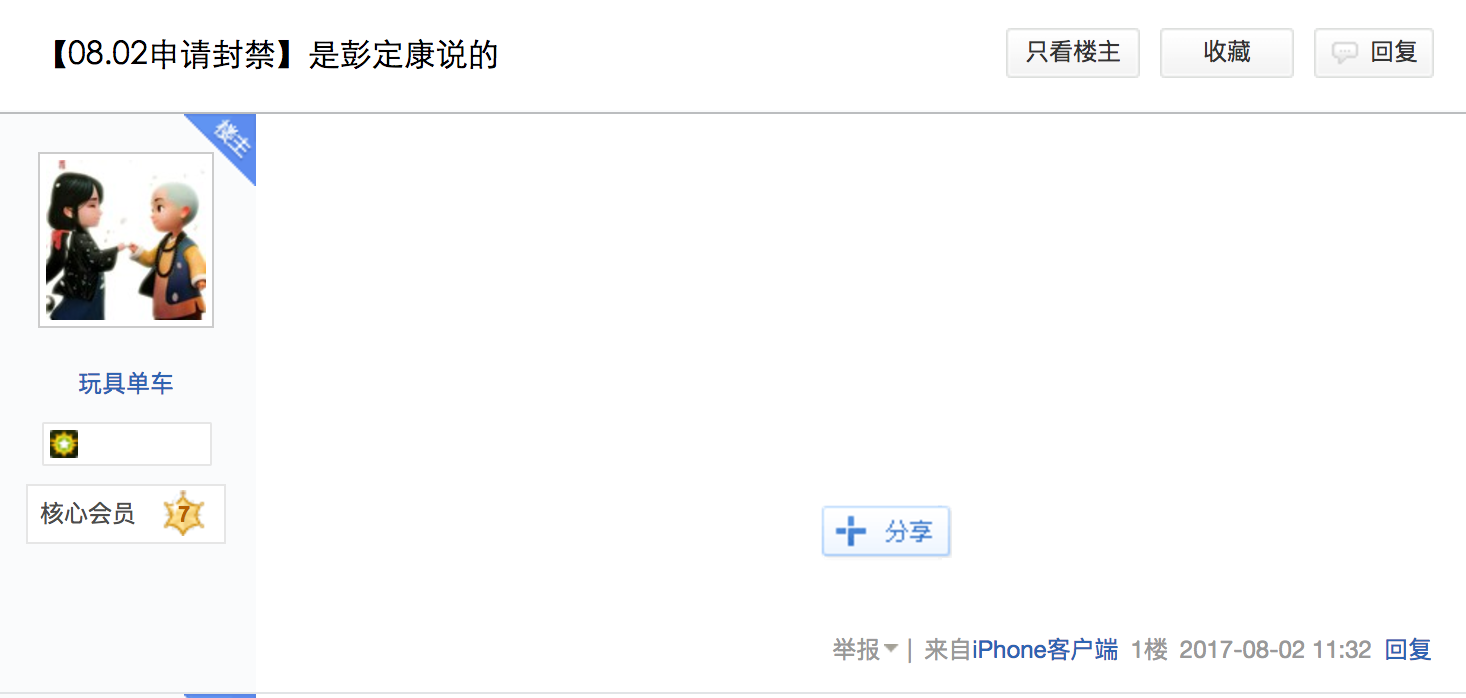 【08.02申请封禁】是彭定康说的
只看楼主
收藏
回复
楼主
玩具单车
核心会员 7
分享
举报 | 来自iPhone客户端 1楼 2017-08-02 11:32 回复